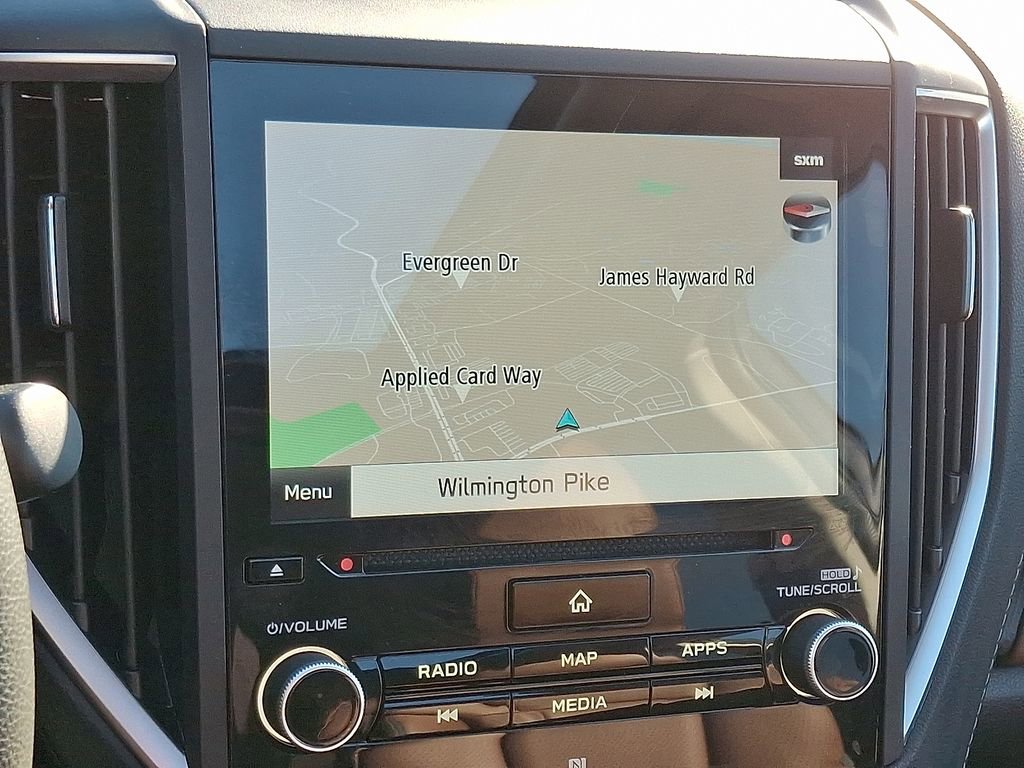 sxm
Evergreen Dr
James Hayward Rd
Applied Card Way
Menu
Wilmington Pike
HOLD
TUNE/SCROLL
/VOLUME
RADIO
MAP
APPS
MEDIA
N